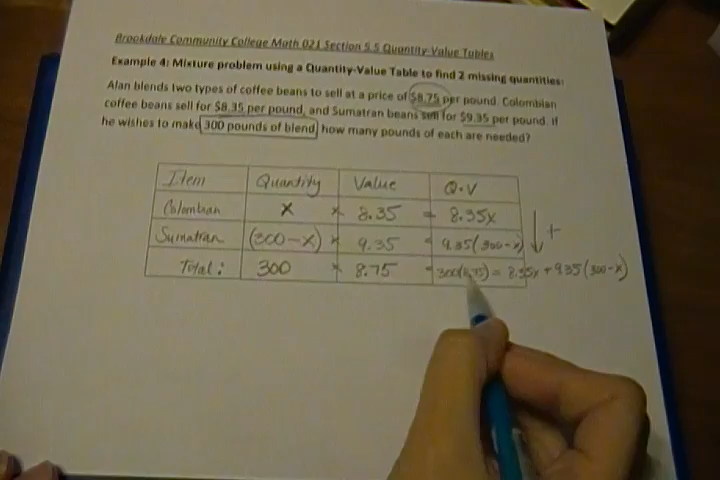 Brookdale Community College Math 021 Section 5.5 Quantity-Value Tables
Example 4: Mixture problem using a Quantity-Value Table to find 2 missing quantities:
Alan blends two types of coffee beans to sell at a price of $8.75 per pound. Colombian
coffee beans sell for $8.35 per pound, and Sumatran beans sell for $9.35 per pound. If
he wishes to make 300 pounds of blend, how many pounds of each are needed?
Item Quantity Value Q·V
Colombian x × 8.35 = 8.35x
Sumatran (300-x) × 9.35 = 9.35(300-x) +
Total: 300 × 8.75 = 300(8.75) = 8.35x + 9.35(300-x)